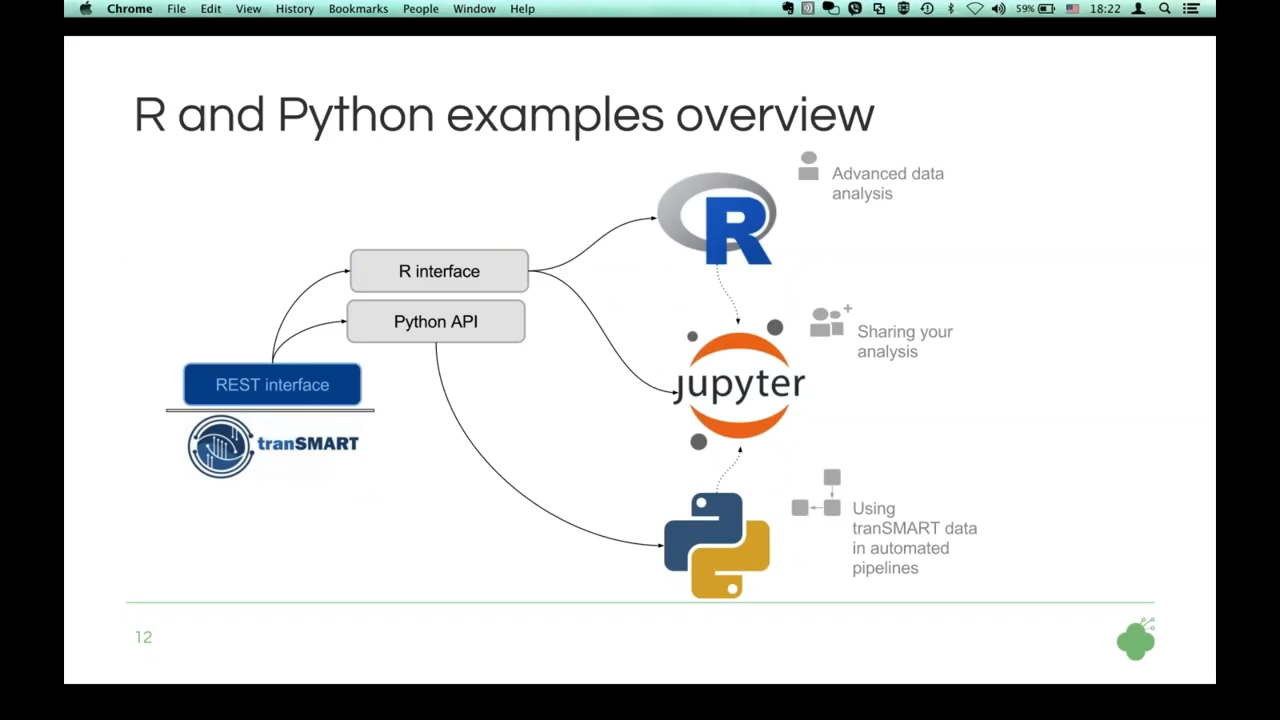 Chrome File Edit View History Bookmarks People Window Help 59% 18:22
R and Python examples overview
Advanced data
analysis
R
R interface
Python API
Sharing your
analysis
REST interface
jupyter
tranSMART
Using
tranSMART data
in automated
pipelines
12